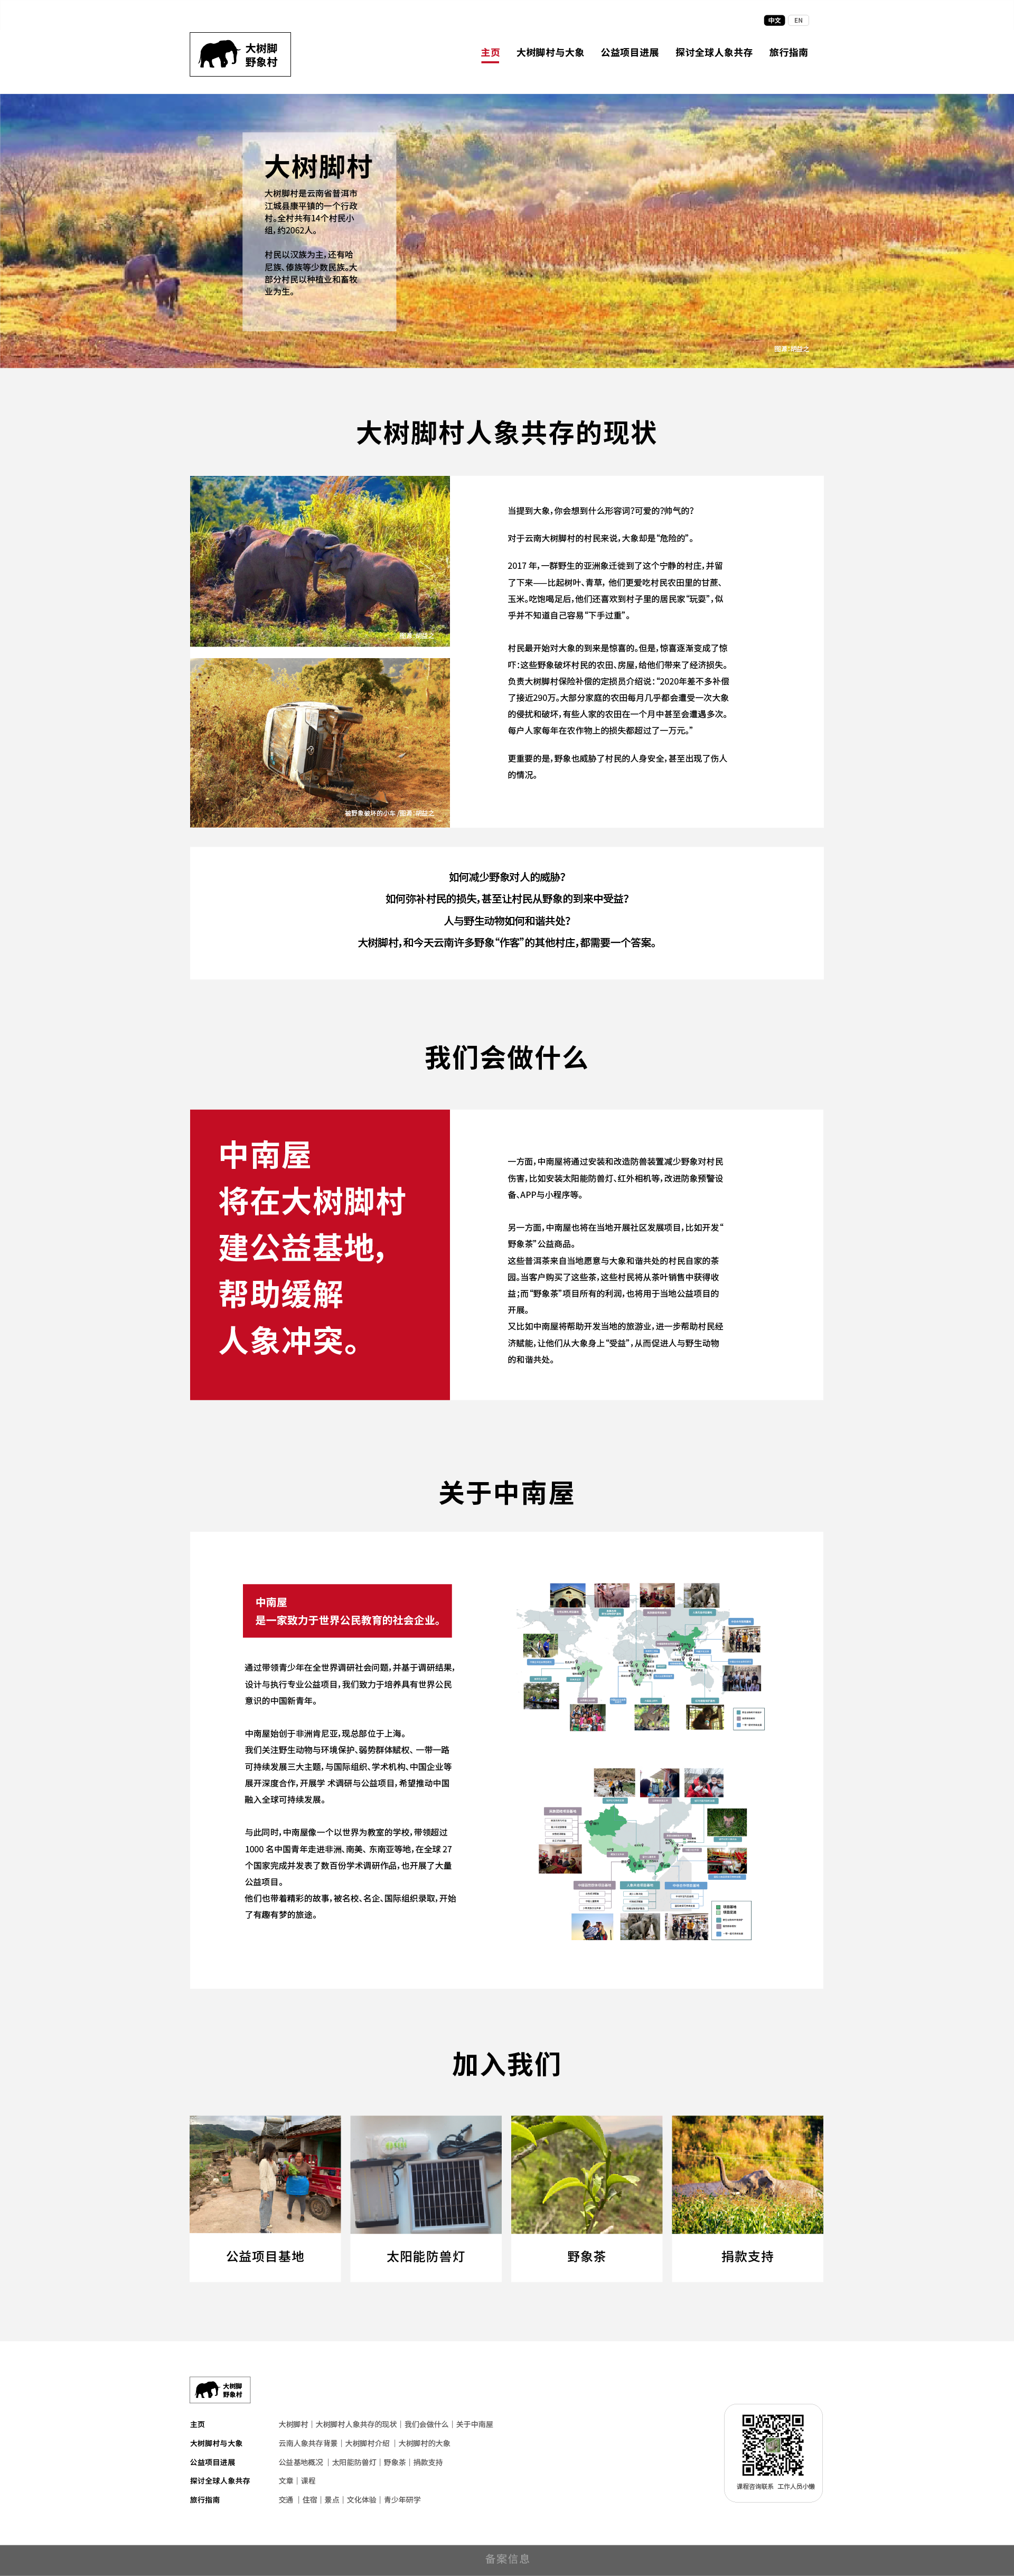 中文
EN
大树脚
野象村
主页
大树脚村与大象
公益项目进展
探讨全球人象共存
旅行指南
大树脚村
大树脚村是云南省普洱市
江城县康平镇的一个行政
村。全村共有14个村民小
组，约2062人。
村民以汉族为主，还有哈
尼族、傣族等少数民族。大
部分村民以种植业和畜牧
业为生。
大树脚村人象共存的现状
当提到大象，你会想到什么形容词？可爱的？帅气的？
对于云南大树脚村的村民来说，大象却是“危险的”。
2017 年，一群野生的亚洲象迁徙到了这个宁静的村庄，并留
了下来——比起树叶、青草， 他们更爱吃村民农田里的甘蔗、
玉米。吃饱喝足后，他们还喜欢到村子里的居民家“玩耍”，似
乎并不知道自己容易“下手过重”。
村民最开始对大象的到来是惊喜的。但是，惊喜逐渐变成了惊
吓：这些野象破坏村民的农田、房屋，给他们带来了经济损失。
负责大树脚村保险补偿的定损员介绍说：“2020年差不多补偿
了接近290万。大部分家庭的农田每月几乎都会遭受一次大象
的侵扰和破坏，有些人家的农田在一个月中甚至会遭遇多次。
每户人家每年在农作物上的损失都超过了一万元。”
更重要的是，野象也威胁了村民的人身安全，甚至出现了伤人
的情况。
被野象破坏的小车
如何减少野象对人的威胁？
如何弥补村民的损失，甚至让村民从野象的到来中受益？
人与野生动物如何和谐共处？
大树脚村，和今天云南许多野象“作客”的其他村庄，都需要一个答案。
我们会做什么
中南屋
将在大树脚村
建公益基地，
帮助缓解
人象冲突。
一方面，中南屋将通过安装和改造防兽装置减少野象对村民
伤害，比如安装太阳能防兽灯、红外相机等，改进防象预警设
备、APP与小程序等。
另一方面，中南屋也将在当地开展社区发展项目，比如开发“
野象茶”公益商品。
这些普洱茶来自当地愿意与大象和谐共处的村民自家的茶
园。当客户购买了这些茶，这些村民将从茶叶销售中获得收
益；而“野象茶”项目所有的利润，也将用于当地公益项目的
开展。
又比如中南屋将帮助开发当地的旅游业，进一步帮助村民经
济赋能，让他们从大象身上“受益”，从而促进人与野生动物
的和谐共处。
关于中南屋
中南屋
是一家致力于世界公民教育的社会企业。
通过带领青少年在全世界调研社会问题，并基于调研结果，
设计与执行专业公益项目，我们致力于培养具有世界公民
意识的中国新青年。
中南屋始创于非洲肯尼亚，现总部位于上海。
我们关注野生动物与环境保护、弱势群体赋权、 一带一路
可持续发展三大主题，与国际组织、学术机构、中国企业等
展开深度合作，开展学 术调研与公益项目，希望推动中国
融入全球可持续发展。
与此同时，中南屋像一个以世界为教室的学校，带领超过
1000 名中国青年走进非洲、南美、 东南亚等地，在全球 27
个国家完成并发表了数百份学术调研作品，也开展了大量
公益项目。
他们也带着精彩的故事，被名校、名企、国际组织录取，开始
了有趣有梦的旅途。
加入我们
公益项目基地
太阳能防兽灯
野象茶
捐款支持
大树脚
野象村
主页
大树脚村｜大树脚村人象共存的现状｜我们会做什么｜关于中南屋
大树脚村与大象
云南人象共存背景｜大树脚村介绍 ｜大树脚村的大象
公益项目进展
公益基地概况 ｜太阳能防兽灯｜野象茶｜捐款支持
探讨全球人象共存
文章｜课程
旅行指南
交通 ｜住宿｜景点｜文化体验｜青少年研学
课程咨询联系 工作人员小懒
备案信息